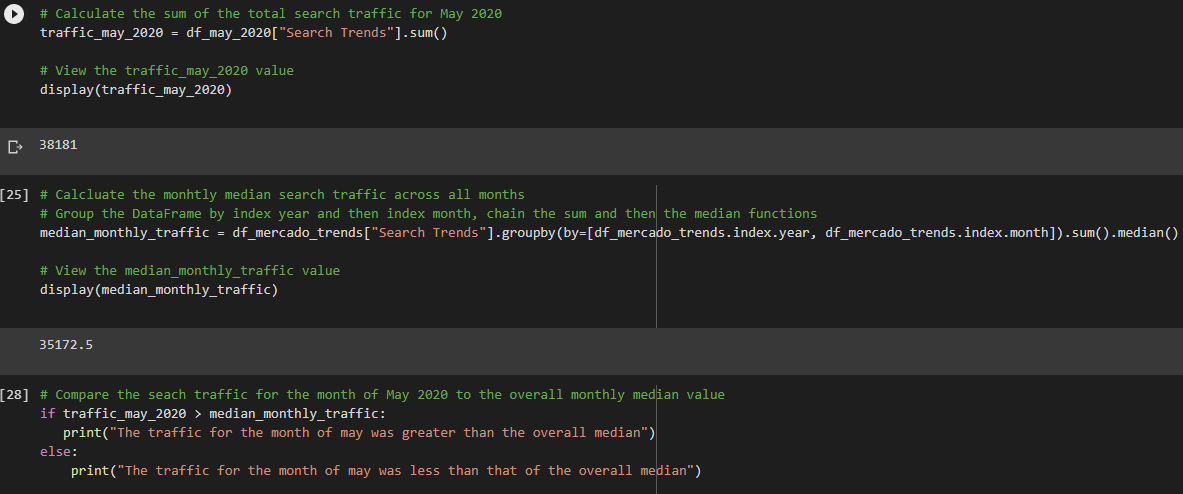 # Calculate the sum of the total search traffic for May 2020
traffic_may_2020 = df_may_2020["Search Trends"].sum()
# View the traffic_may_2020 value
display(traffic_may_2020)
38181
[25] # Calcluate the monhtly median search traffic across all months
# Group the DataFrame by index year and then index month, chain the sum and then the median functions
median_monthly_traffic = df_mercado_trends["Search Trends"].groupby(by=[df_mercado_trends.index.year, df_mercado_trends.index.month]).sum().median()
# View the median_monthly_traffic value
display(median_monthly_traffic)
35172.5
[28] # Compare the seach traffic for the month of May 2020 to the overall monthly median value
if traffic_may_2020 > median_monthly_traffic:
print("The traffic for the month of may was greater than the overall median")
else:
print("The traffic for the month of may was less than that of the overall median")